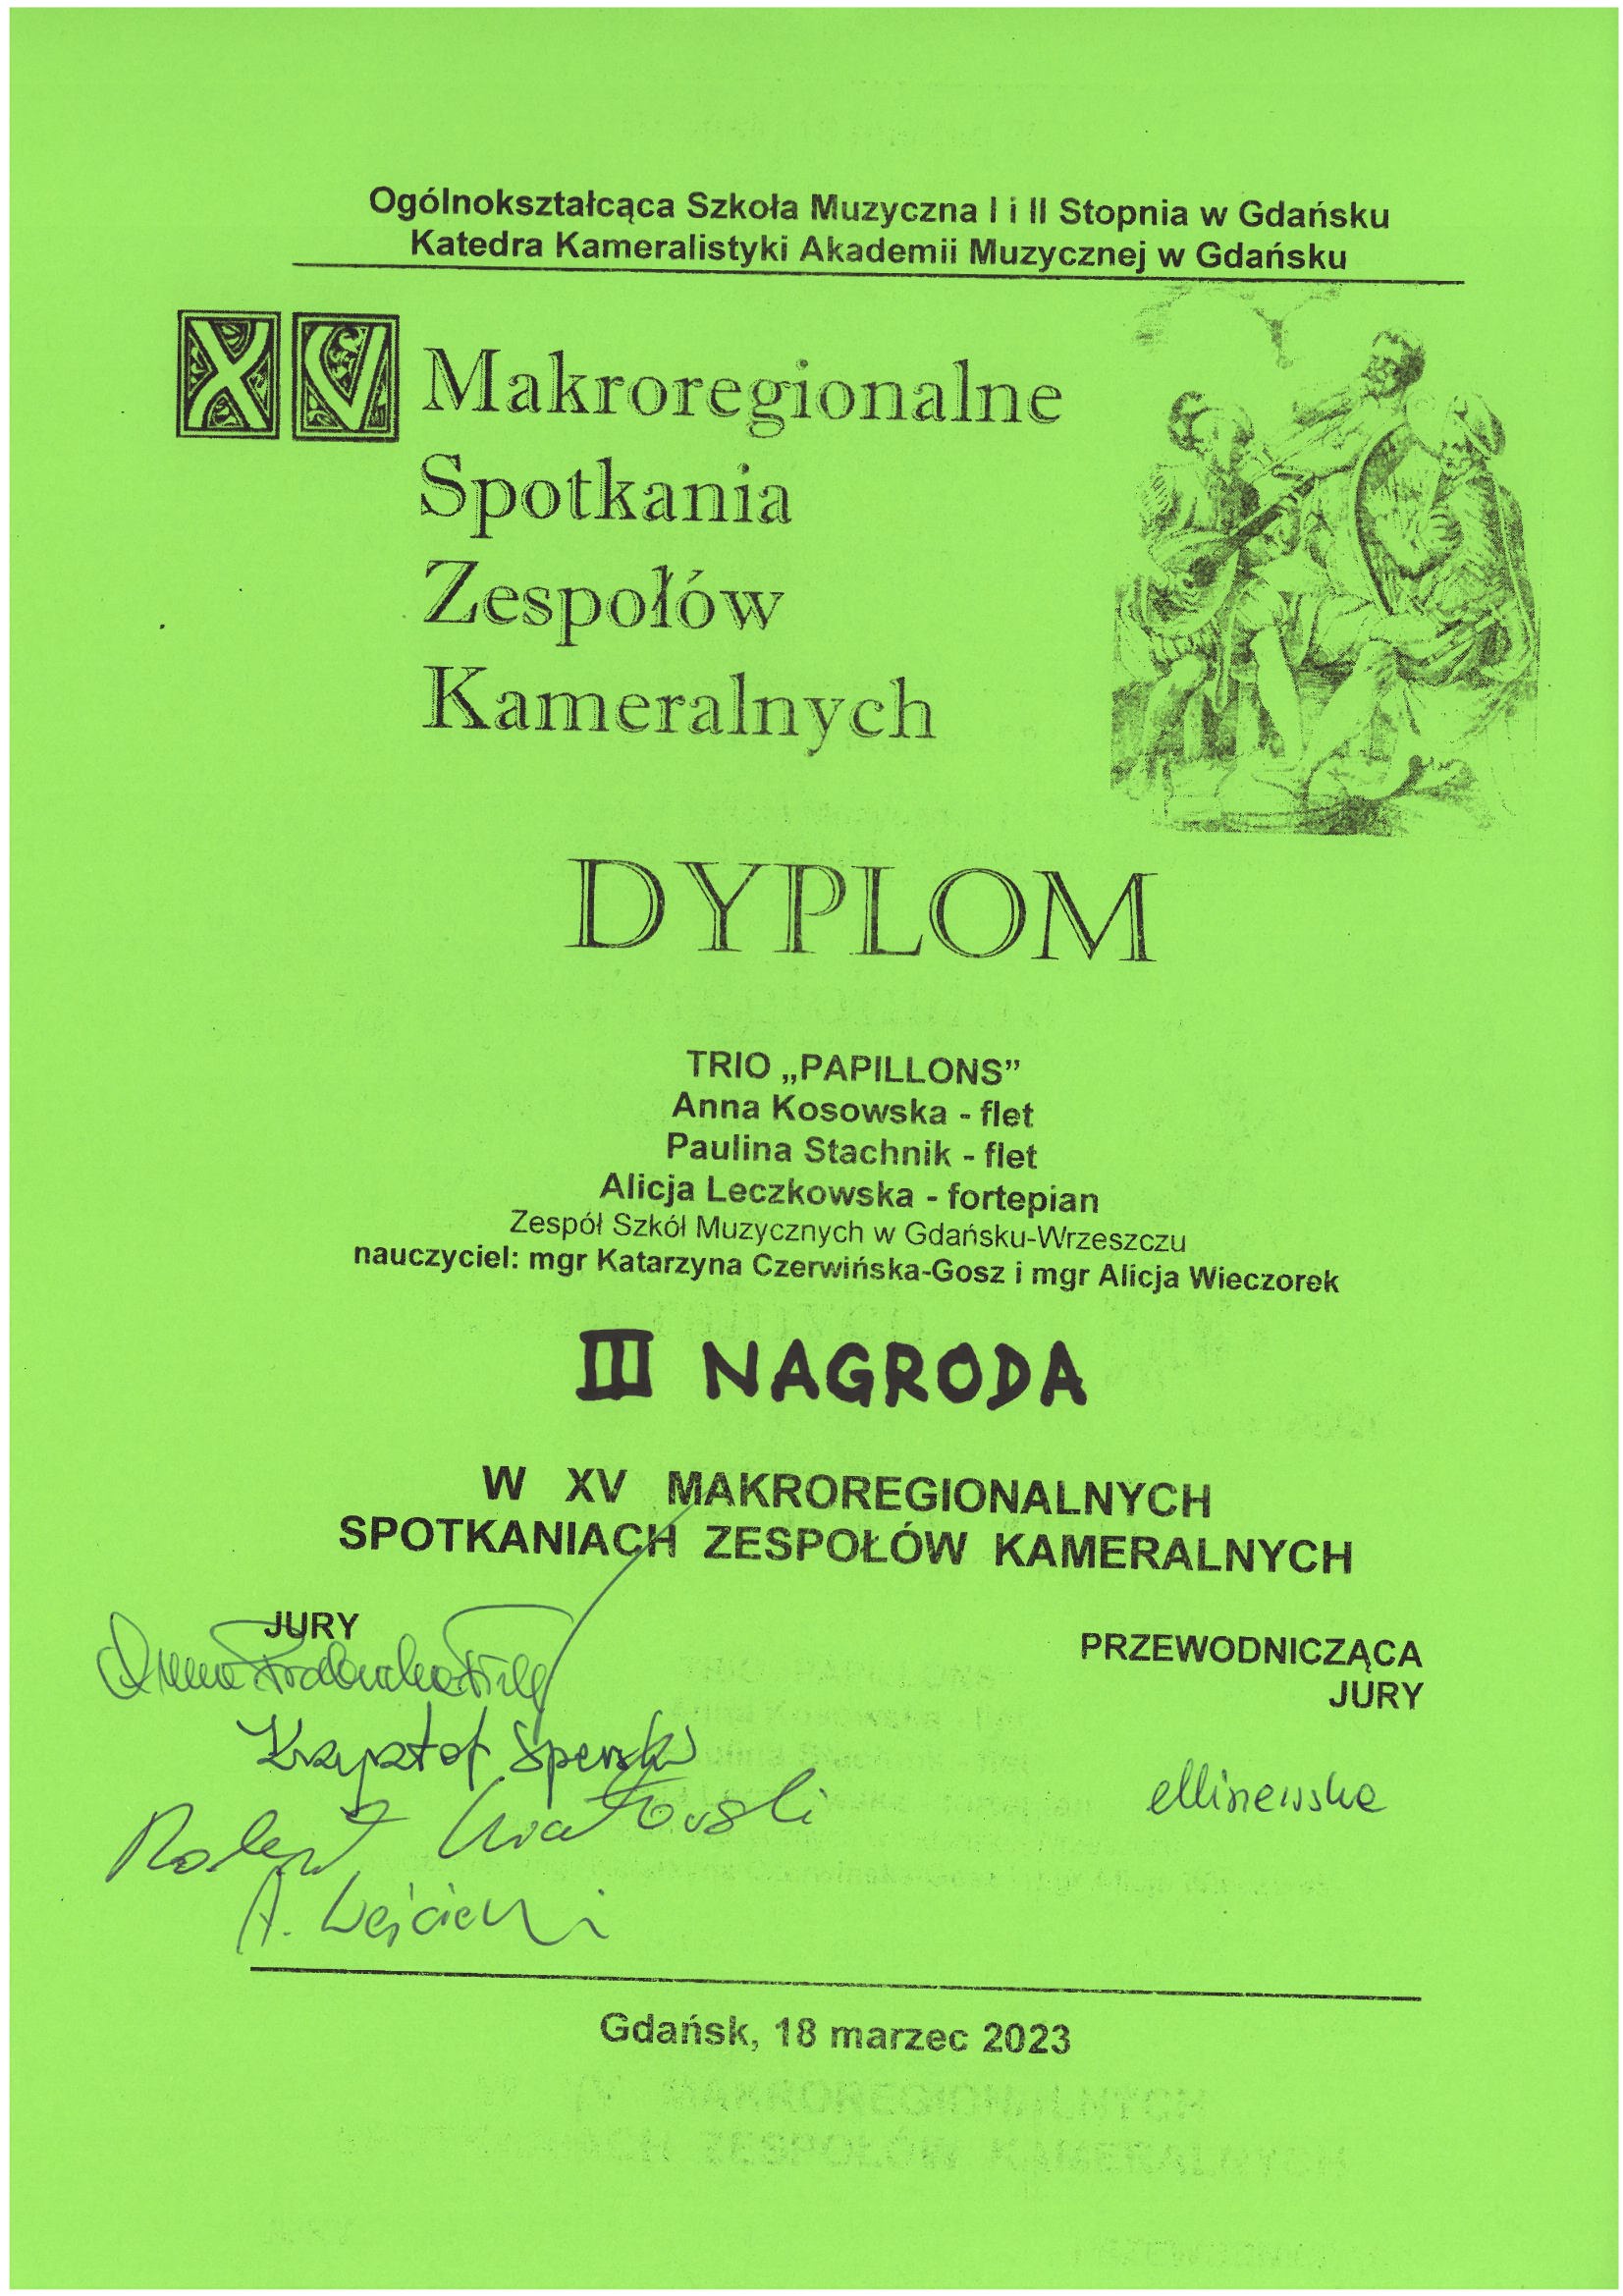 Ogólnokształcąca Szkoła Muzyczna I i II Stopnia w Gdańsku
Katedra Kameralistyki Akademii Muzycznej w Gdańsku
XV Makroregionalne
Spotkania
Zespołów
Kameralnych
DYPLOM
TRIO „PAPILLONS”
Anna Kosowska - flet
Paulina Stachnik - flet
Alicja Leczkowska - fortepian
Zespół Szkół Muzycznych w Gdańsku-Wrzeszczu
nauczyciel: mgr Katarzyna Czerwińska-Gosz i mgr Alicja Wieczorek
III NAGRODA
W XV MAKROREGIONALNYCH
SPOTKANIACH ZESPOŁÓW KAMERALNYCH
JURY
Krzysztof
Robert
A.
PRZEWODNICZĄCA
JURY
Gdańsk, 18 marzec 2023